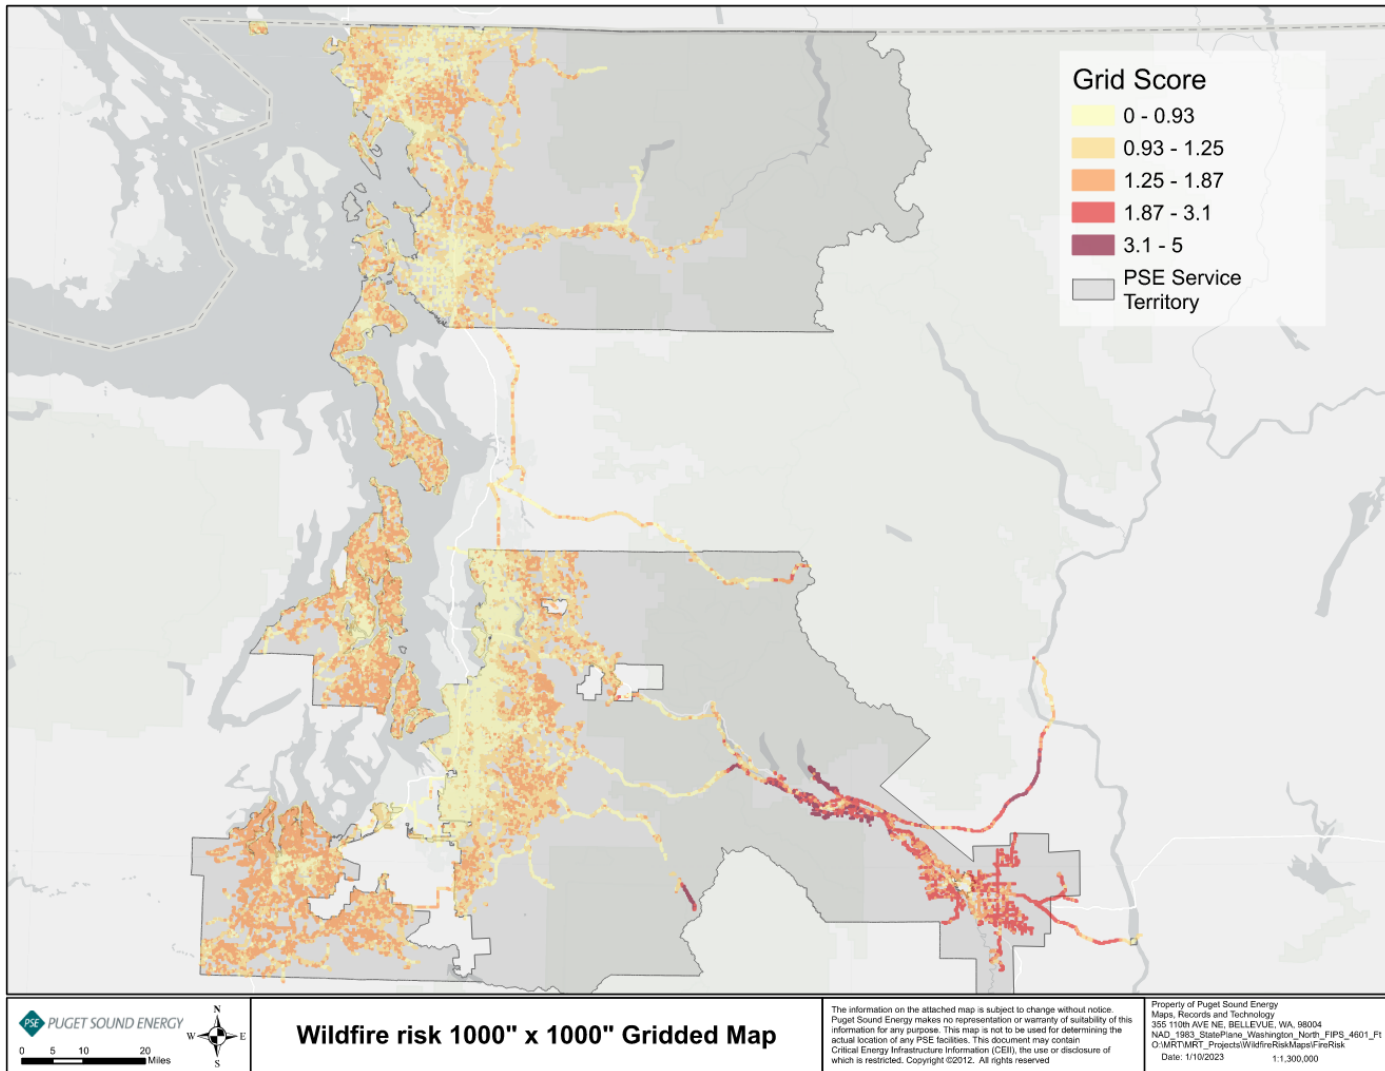 Grid Score
0 - 0.93
0.93 - 1.25
1.25 - 1.87
1.87 - 3.1
3.1 - 5
PSE Service
Territory
PSE PUGET SOUND ENERGY
N
W E
S
0 5 10 20
Miles
Wildfire risk 1000" x 1000" Gridded Map
The information on the attached map is subject to change without notice.
Puget Sound Energy makes no representation or warranty of suitability of this
information for any purpose. This map is not to be used for determining the
actual location of any PSE facilities. This document may contain
Critical Energy Infrastructure Information (CEII), the use or disclosure of
which is restricted. Copyright ©2012. All rights reserved
Property of Puget Sound Energy
Maps, Records and Technology
355 110th AVE NE, BELLEVUE, WA, 98004
NAD_1983_StatePlane_Washington_North_FIPS_4601_Ft
O:\MRT\MRT_Projects\WildfireRiskMaps\FireRisk
Date: 1/10/2023 1:1,300,000